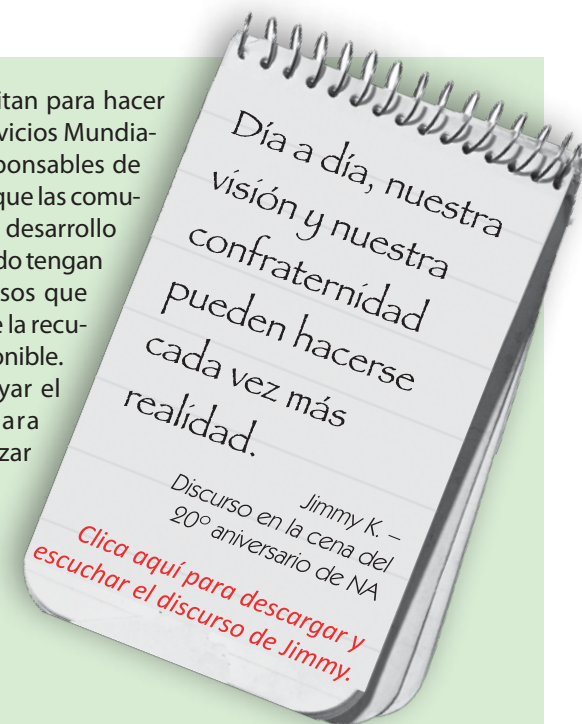 itan para hacer
vicios Mundia-
ponsables de
que las comu-
desarrollo
do tengan
sos que
e la recu-
onible.
yar el
ara
zar
Día a día, nuestra
visión y nuestra
confraternidad
pueden hacerse
cada vez más
realidad.
Jimmy K. –
Discurso en la cena del
20º aniversario de NA
Clica aquí para descargar y
escuchar el discurso de Jimmy.